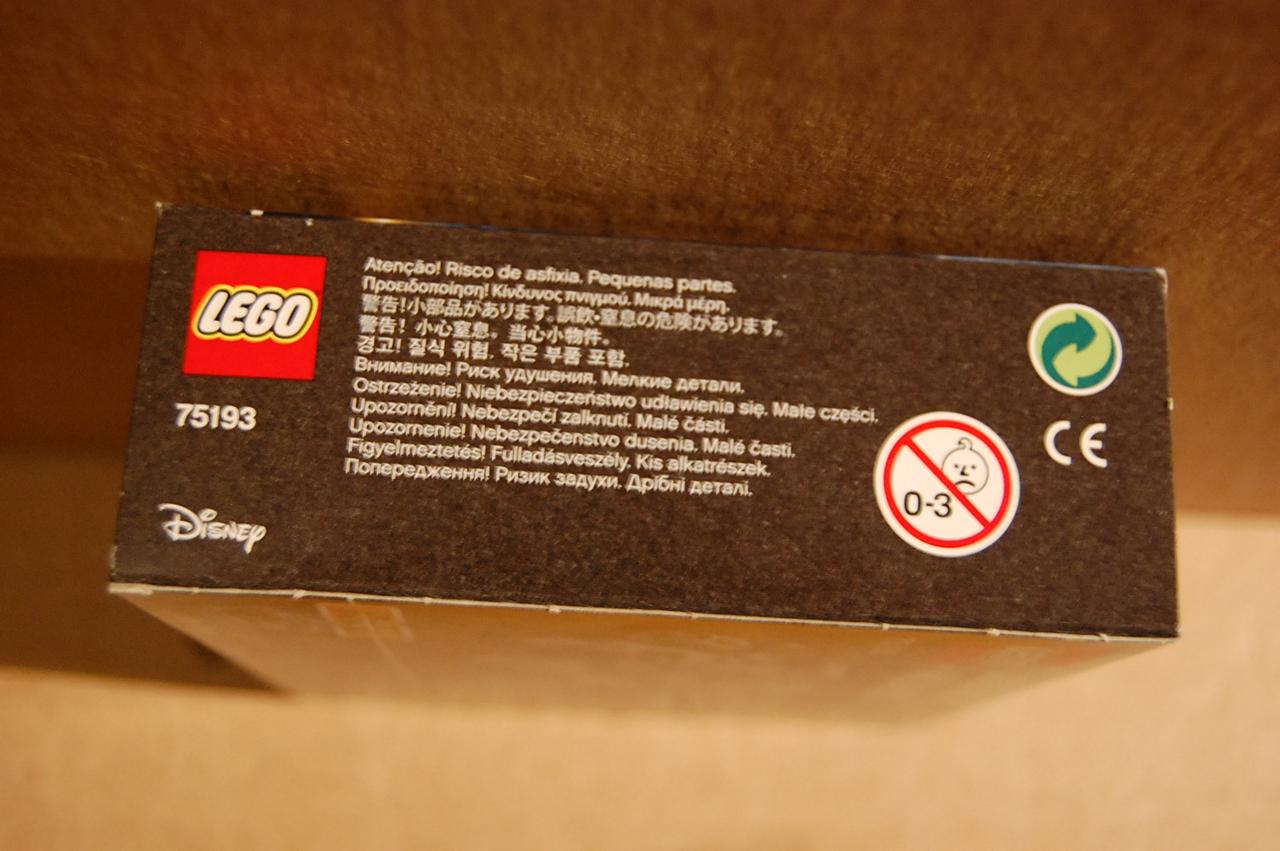 LEGO
75193
Disney
Atenção! Risco de asfixia. Pequenas partes.
Προειδοποίηση! Κίνδυνος πνιγμού. Μικρά μέρη.
警告!小部品があります。誤飲・窒息の危険があります。
警告! 小心窒息。当心小物件。
경고! 질식 위험. 작은 부품 포함.
Внимание! Риск удушения. Мелкие детали.
Ostrzeżenie! Niebezpieczeństwo udławienia się. Małe części.
Upozornění! Nebezpečí zalknutí. Malé části.
Upozornenie! Nebezpečenstvo dusenia. Malé časti.
Figyelmeztetés! Fulladásveszély. Kis alkatrészek.
Попередження! Ризик задухи. Дрібні деталі.
0-3
CE